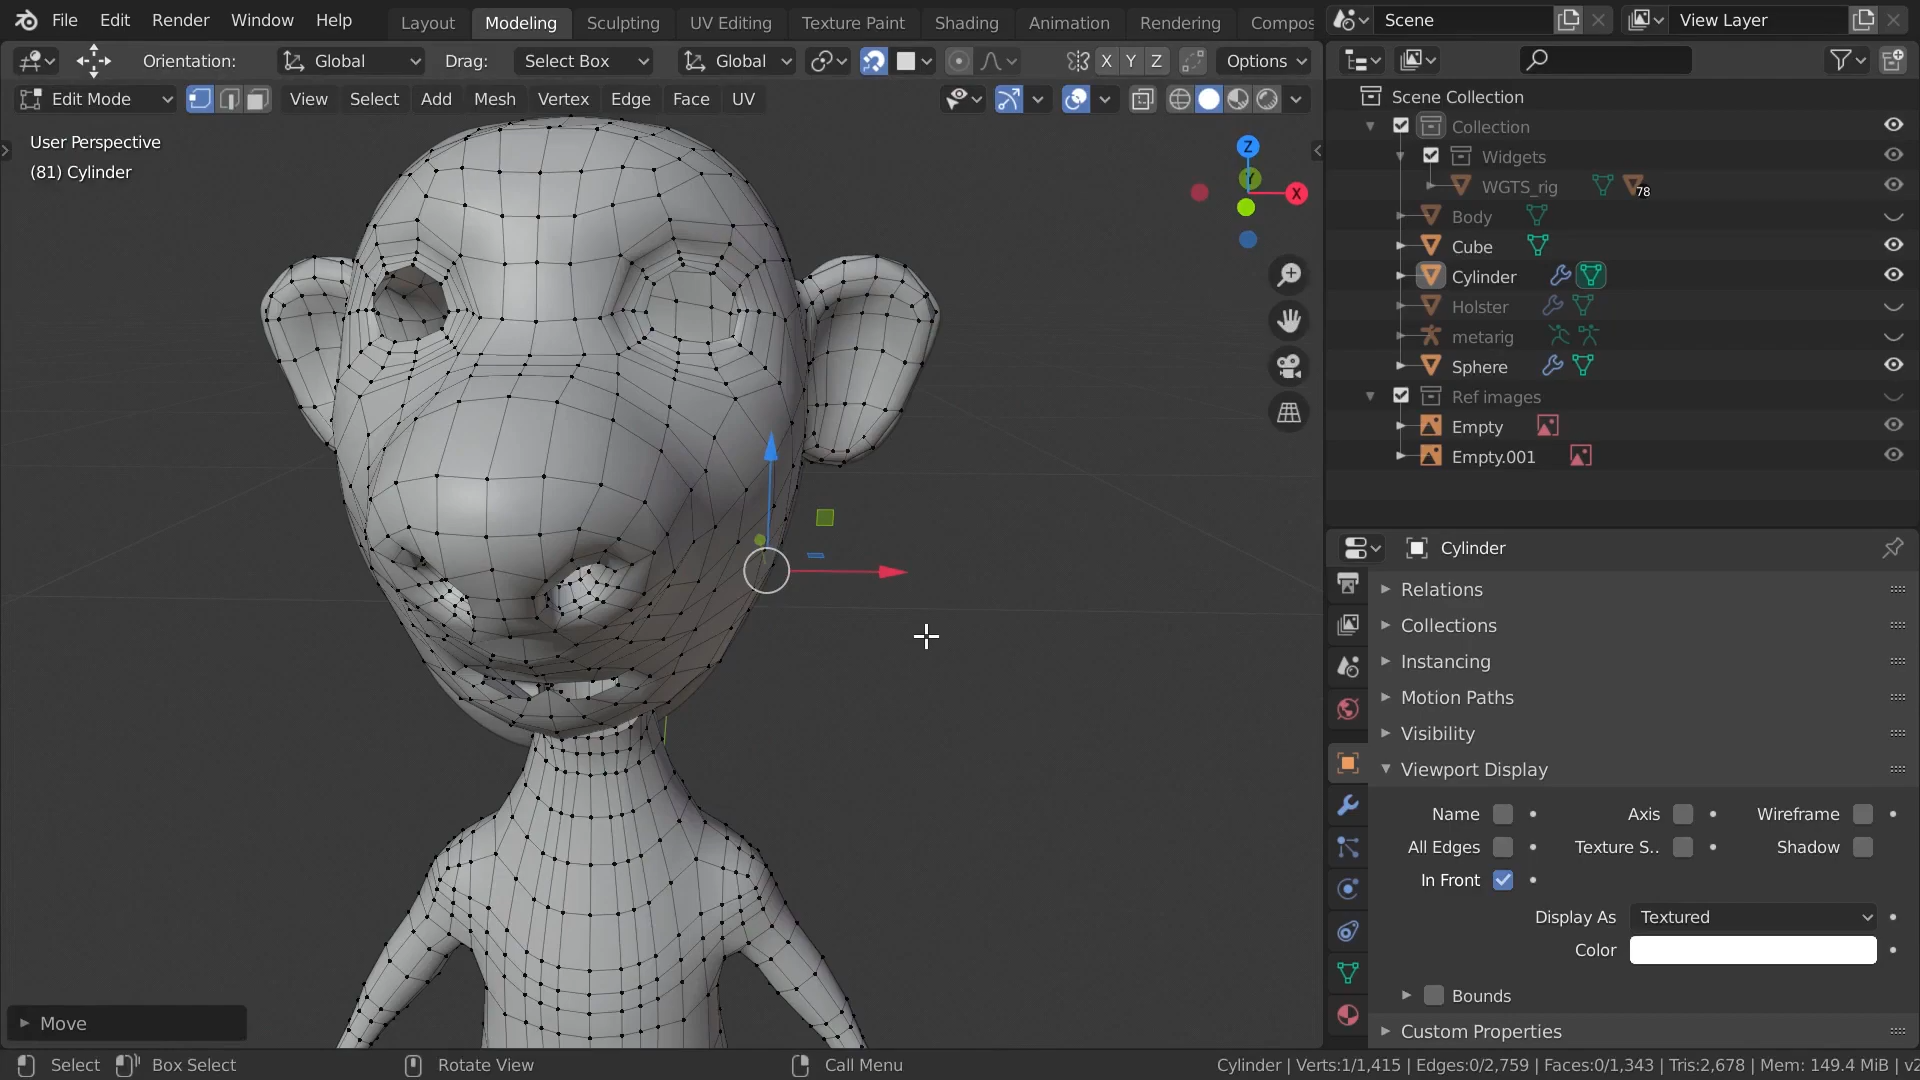 File Edit Render Window Help Layout Modeling Sculpting UV Editing Texture Paint Shading Animation Rendering Compos Scene View Layer
Orientation: Global Drag: Select Box Global X Y Z Options
Edit Mode View Select Add Mesh Vertex Edge Face UV
User Perspective
(81) Cylinder
Z
Y
X
Scene Collection
Collection
Widgets
WGTS_rig 78
Body
Cube
Cylinder
Holster
metarig
Sphere
Ref images
Empty
Empty.001
Cylinder
Relations
Collections
Instancing
Motion Paths
Visibility
Viewport Display
Name Axis Wireframe
All Edges Texture S.. Shadow
In Front
Display As Textured
Color
Bounds
Custom Properties
Move
Select Box Select Rotate View Call Menu Cylinder | Verts:1/1,415 | Edges:0/2,759 | Faces:0/1,343 | Tris:2,678 | Mem: 149.4 MiB | v2